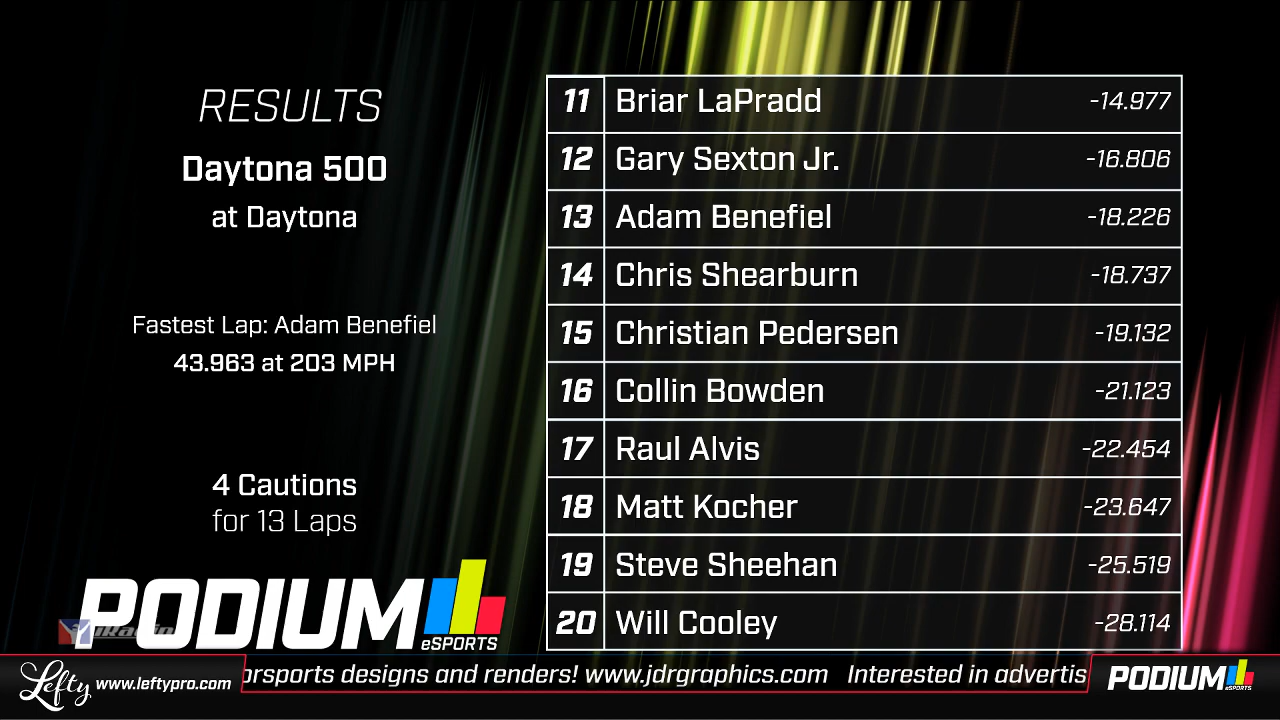 RESULTS
Daytona 500
at Daytona
Fastest Lap: Adam Benefiel
43.963 at 203 MPH
4 Cautions
for 13 Laps
PODIUM
eSPORTS
11 Briar LaPradd -14.977
12 Gary Sexton Jr. -16.806
13 Adam Benefiel -18.226
14 Chris Shearburn -18.737
15 Christian Pedersen -19.132
16 Collin Bowden -21.123
17 Raul Alvis -22.454
18 Matt Kocher -23.647
19 Steve Sheehan -25.519
20 Will Cooley -28.114
Lefty www.leftypro.com orsports designs and renders! www.jdrgraphics.com Interested in advertis PODIUM
eSPORTS